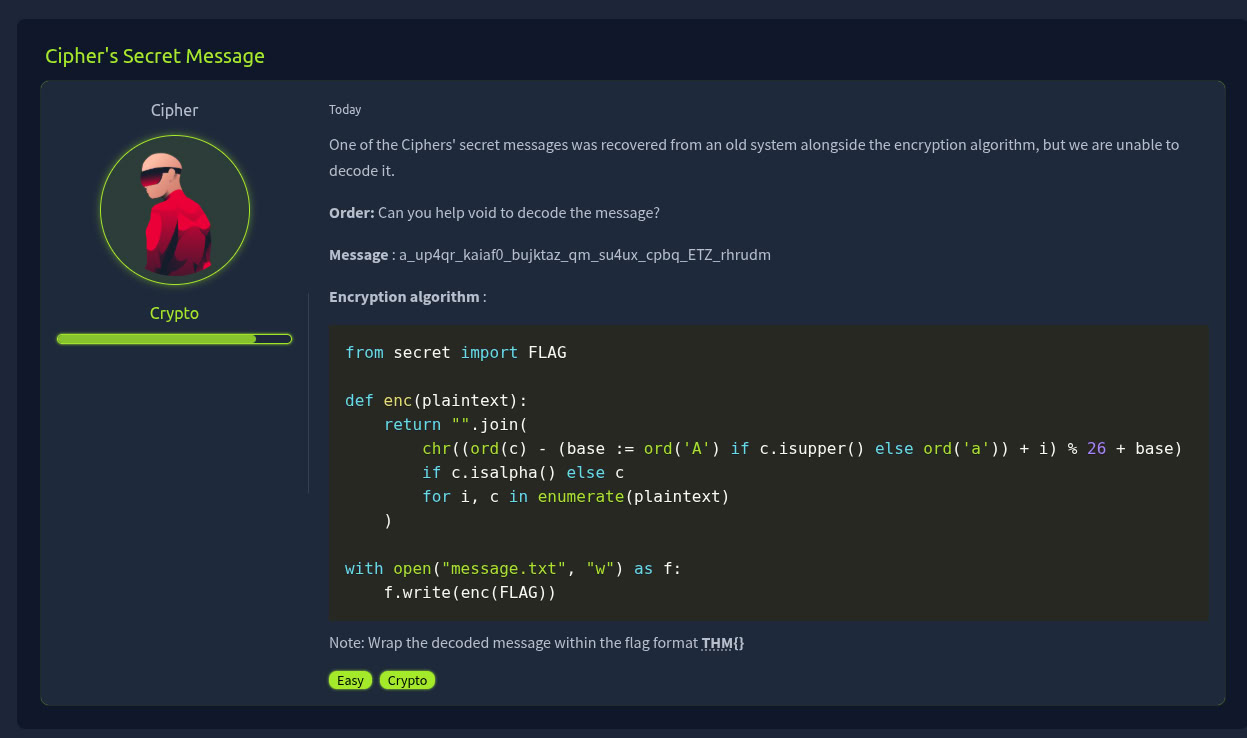 Cipher's Secret Message
Cipher
Crypto
Today
One of the Ciphers' secret messages was recovered from an old system alongside the encryption algorithm, but we are unable to
decode it.
Order: Can you help void to decode the message?
Message : a_up4qr_kaiaf0_bujktaz_qm_su4ux_cpbq_ETZ_rhrudm
Encryption algorithm :
from secret import FLAG
def enc(plaintext):
    return "".join(
        chr((ord(c) - (base := ord('A') if c.isupper() else ord('a')) + i) % 26 + base)
        if c.isalpha() else c
        for i, c in enumerate(plaintext)
    )
with open("message.txt", "w") as f:
    f.write(enc(FLAG))
Note: Wrap the decoded message within the flag format THM{}
Easy Crypto